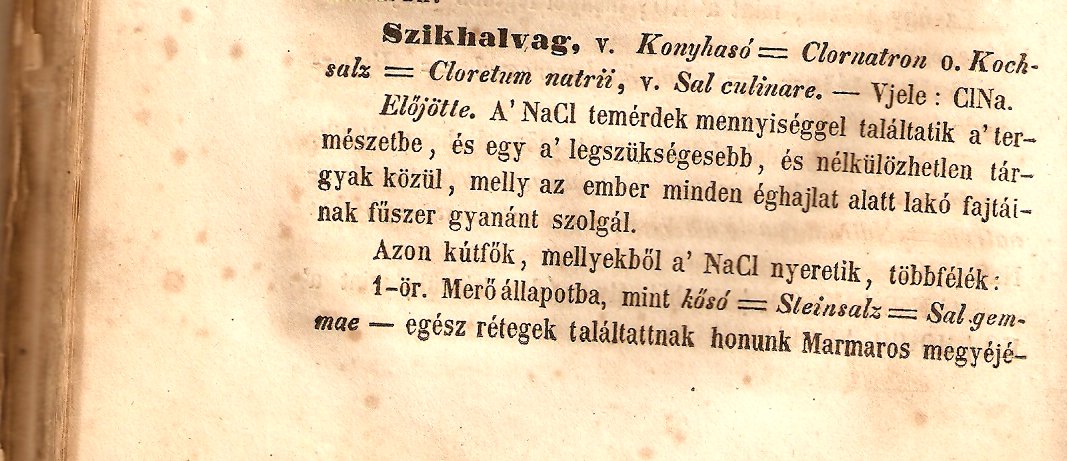 Szikhalvag, v. Konyhasó = Clornatron o. Koch-
salz = Cloretum natrii, v. Sal culinare. — Vjele : ClNa.
Előjötte. A' NaCl temérdek mennyiséggel találtatik a' ter-
mészetbe, és egy a' legszükségesebb, és nélkülözhetlen tár-
gyak közül, melly az ember minden éghajlat alatt lakó fajtái-
nak fűszer gyanánt szolgál.
Azon kútfők, mellyekből a' NaCl nyeretik, többfélék:
1-ör. Merő állapotba, mint kősó = Steinsalz = Sal gem-
mae — egész rétegek találtattnak honunk Marmaros megyéjé-